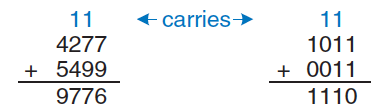 11 ← carries → 11
4277 1011
+ 5499 + 0011
9776 1110